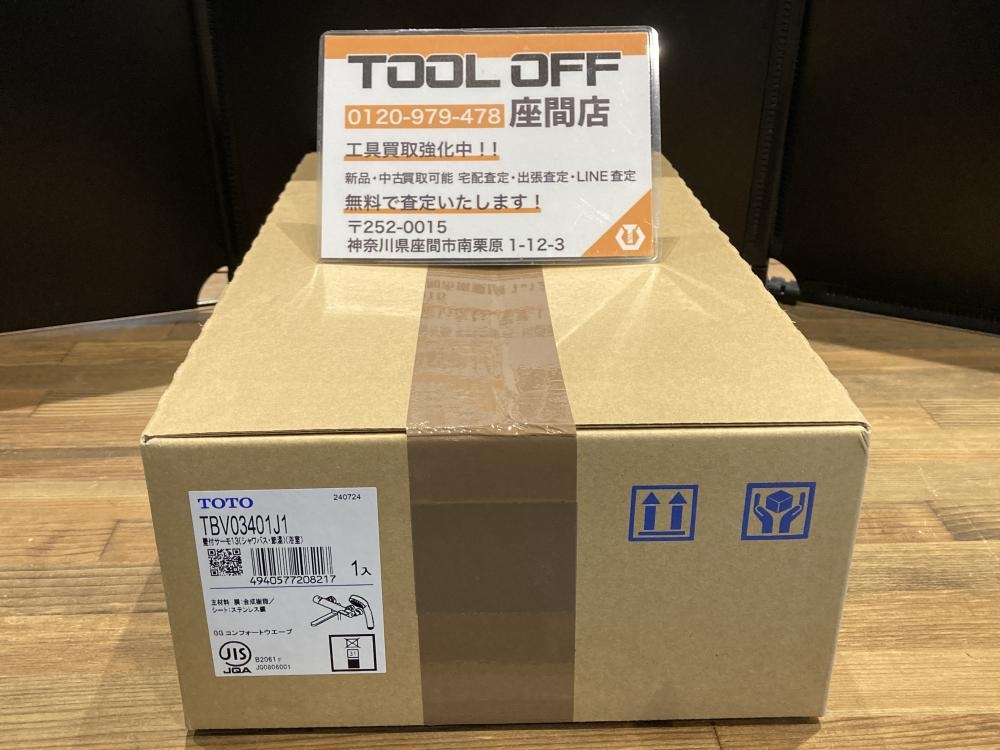 TOOL OFF
0120-979-478 座間店
工具買取強化中!!
新品・中古買取可能 宅配査定・出張査定・LINE査定
無料で査定いたします!
〒252-0015
神奈川県座間市南栗原 1-12-3
TOTO 240724
TBV03401J1
壁付サーモ13(シャワバス・節湯)(浴室)
1入
4940577208217
主材料 胴:合成樹脂/
シート:ステンレス鋼
GG コンフォートウエーブ
JIS
JQA
B2061
JQ0806001
31